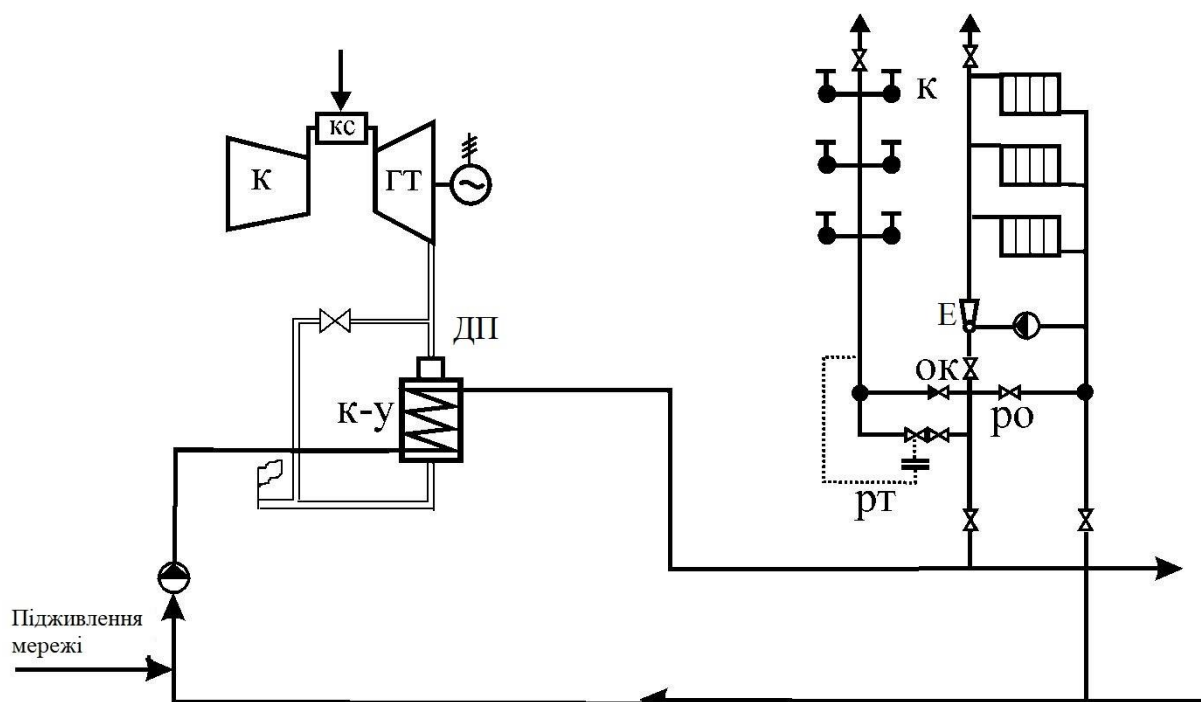 к
кс
к
гт
Е
ДП
ок
к-у
ро
рт
Підживлення
мережі